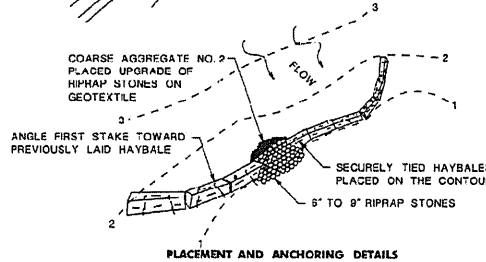 3
COARSE AGGREGATE NO. 2
PLACED UPGRADE OF
RIPRAP STONES ON
GEOTEXTILE
FLOW
2
3
1
ANGLE FIRST STAKE TOWARD
PREVIOUSLY LAID HAYBALE
SECURELY TIED HAYBALE
PLACED ON THE CONTOU
6" TO 9" RIPRAP STONES
2
1
PLACEMENT AND ANCHORING DETAILS